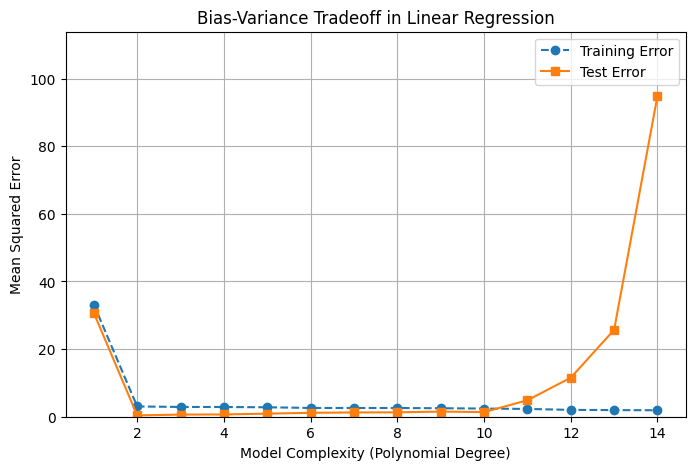 Bias-Variance Tradeoff in Linear Regression
Training Error
Test Error
Mean Squared Error
100
80
60
40
20
0
2 4 6 8 10 12 14
Model Complexity (Polynomial Degree)